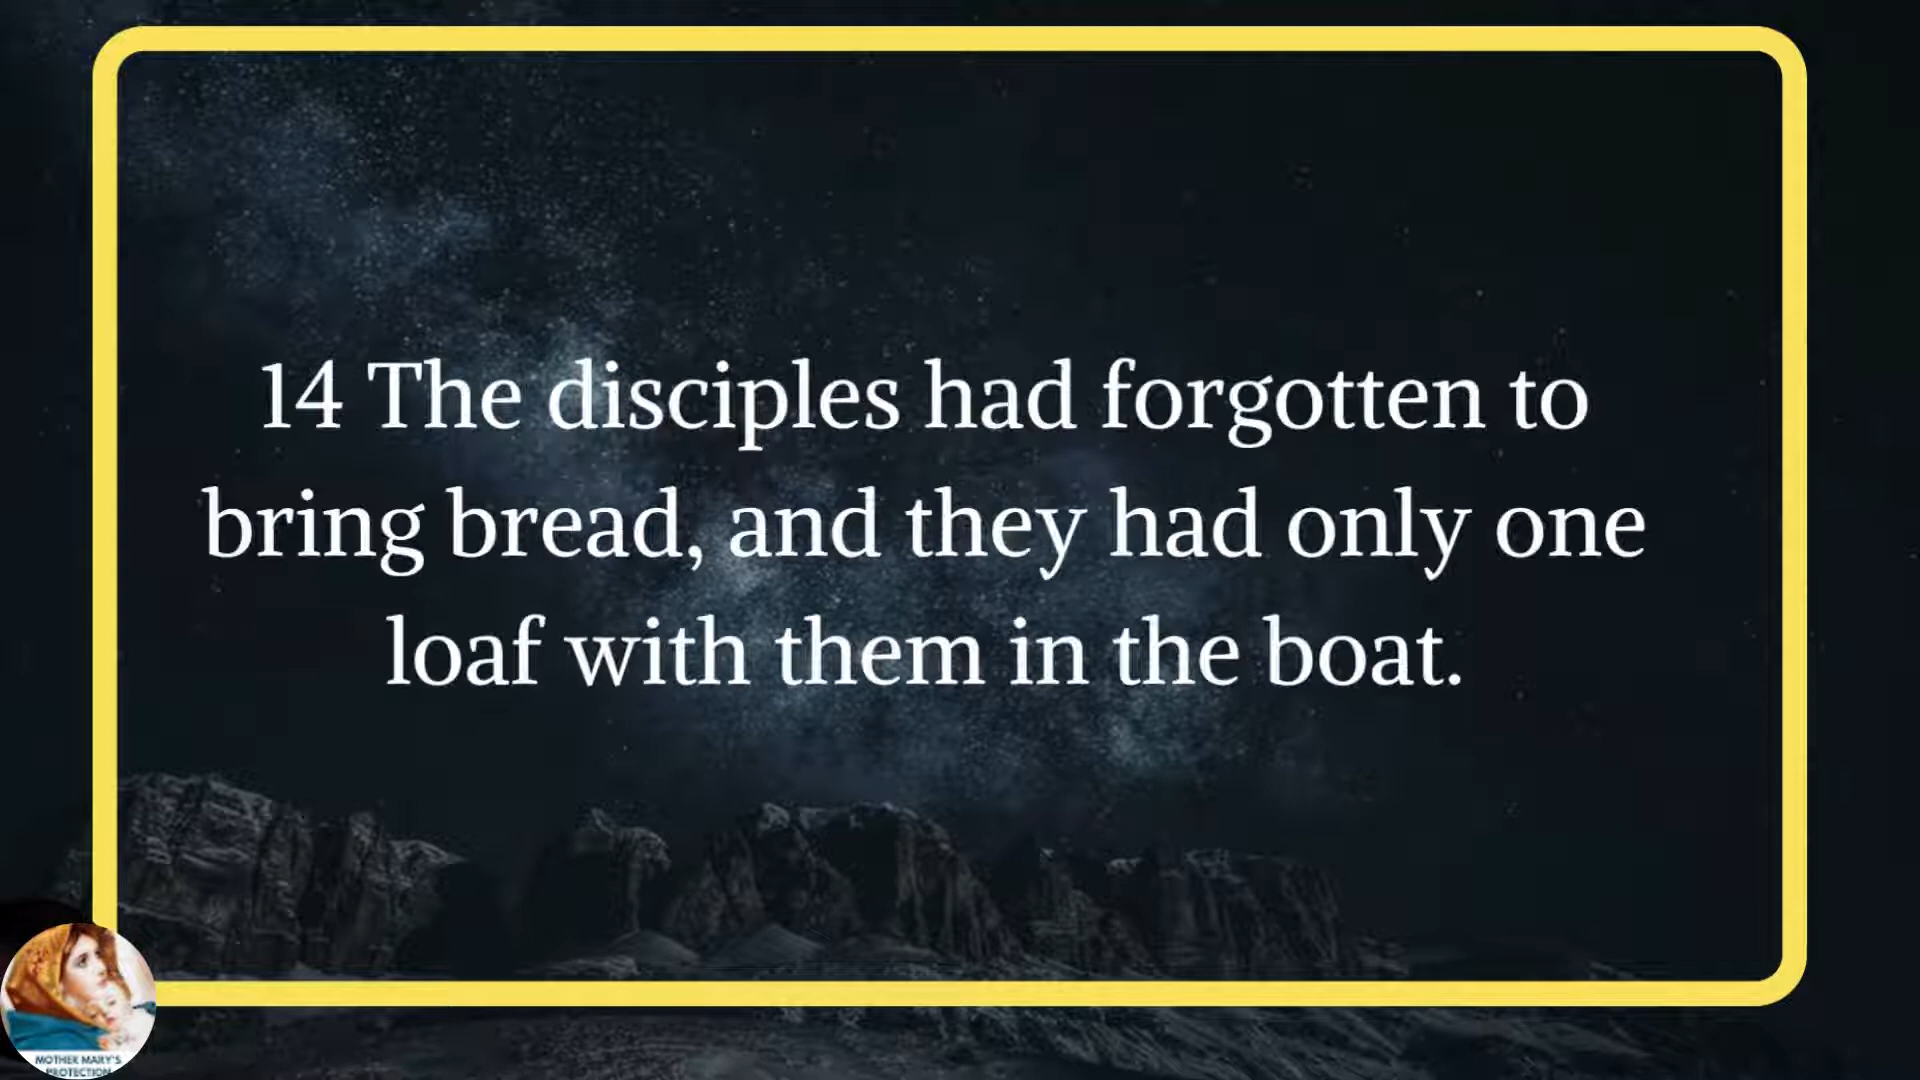 14 The disciples had forgotten to
bring bread, and they had only one
loaf with them in the boat.
MOTHER MARY'S
PROTECTION